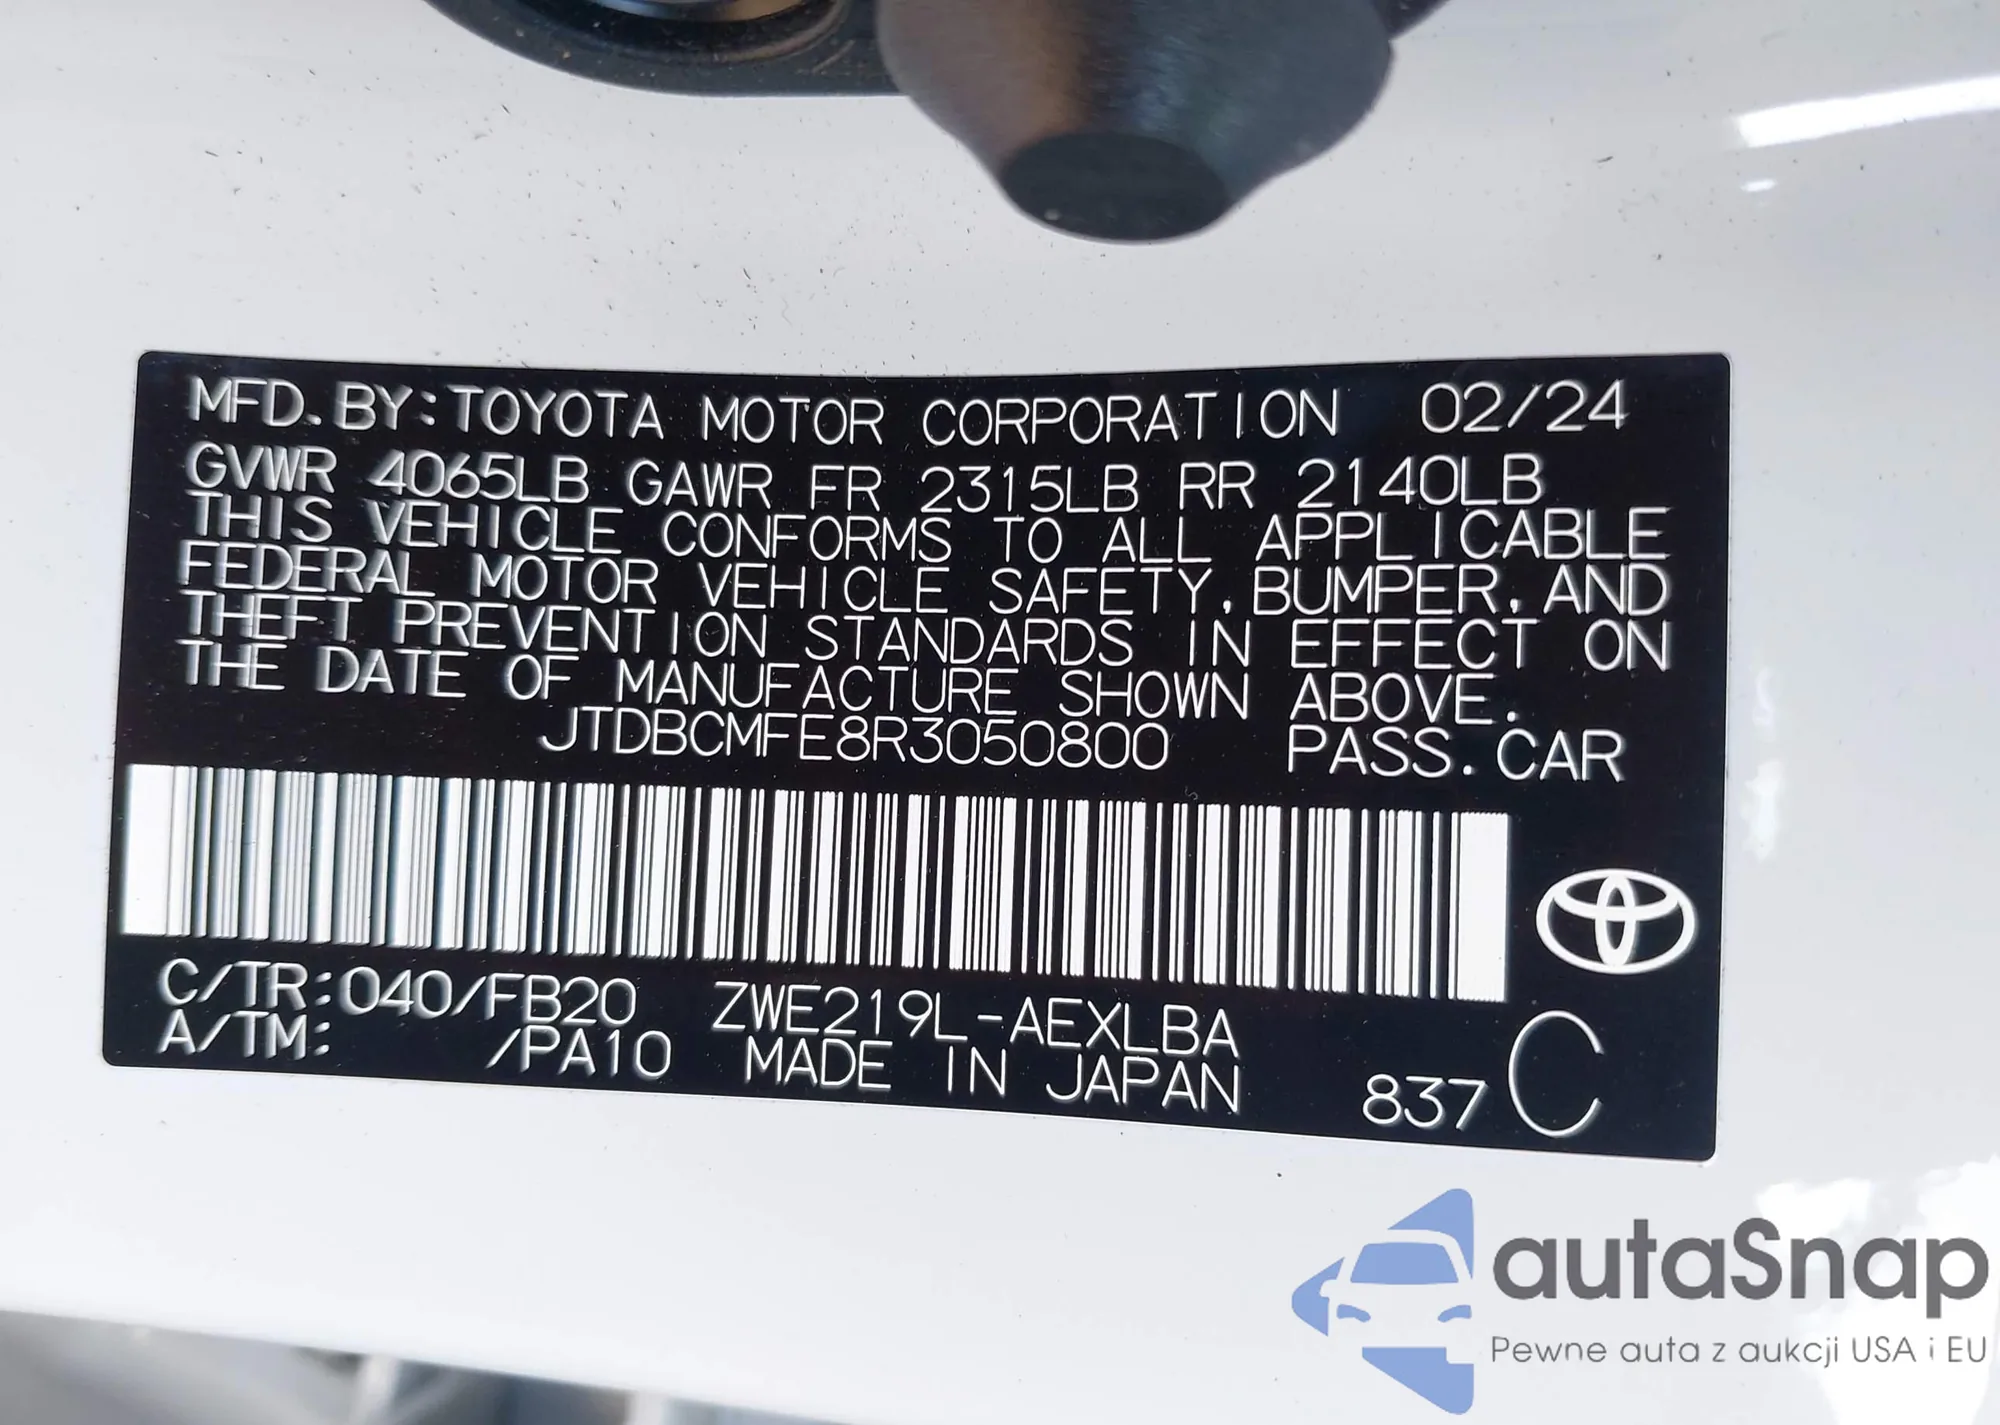 MFD. BY: TOYOTA MOTOR CORPORATION 02/24
GVWR 4065LB GAWR FR 2315LB RR 2140LB
THIS VEHICLE CONFORMS TO ALL APPLICABLE
FEDERAL MOTOR VEHICLE SAFETY, BUMPER, AND
THEFT PREVENTION STANDARDS IN EFFECT ON
THE DATE OF MANUFACTURE SHOWN ABOVE.
JTDBCMFE8R3050800 PASS. CAR
C/TR: 040/FB20 ZWE219L-AEXLBA
A/TM: /PA10 MADE IN JAPAN 837 C
autaSnap
Pewne auta z aukcji USA i EU